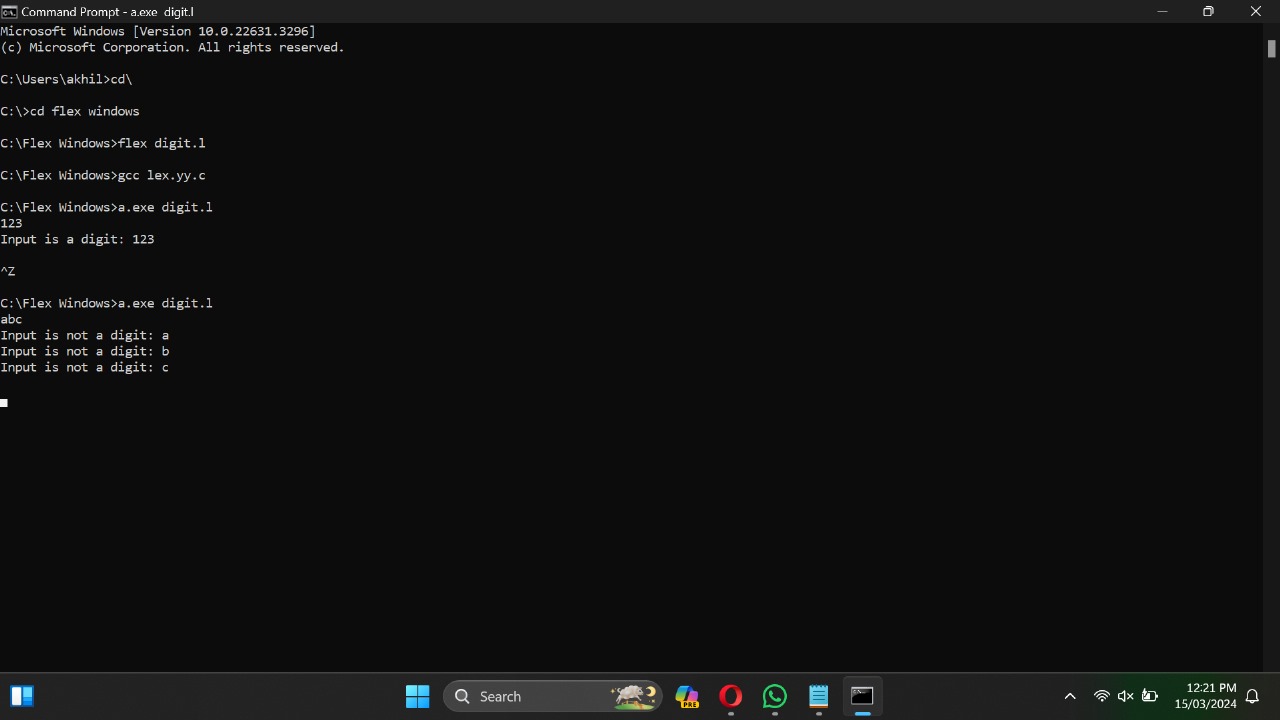 Command Prompt - a.exe digit.l
Microsoft Windows [Version 10.0.22631.3296]
(c) Microsoft Corporation. All rights reserved.
C:\Users\akhil>cd\
C:\>cd flex windows
C:\Flex Windows>flex digit.l
C:\Flex Windows>gcc lex.yy.c
C:\Flex Windows>a.exe digit.l
123
Input is a digit: 123
^Z
C:\Flex Windows>a.exe digit.l
abc
Input is not a digit: a
Input is not a digit: b
Input is not a digit: c
Search
PRE
12:21 PM
15/03/2024